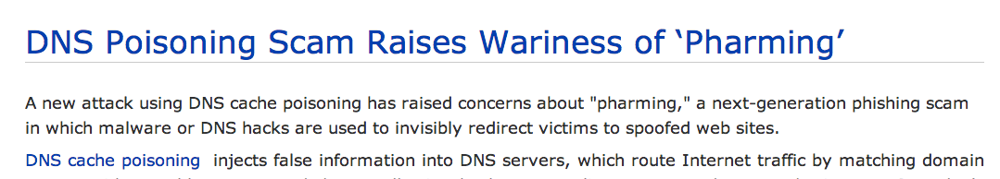 DNS Poisoning Scam Raises Wariness of ‘Pharming’
A new attack using DNS cache poisoning has raised concerns about "pharming," a next-generation phishing scam
in which malware or DNS hacks are used to invisibly redirect victims to spoofed web sites.
DNS cache poisoning injects false information into DNS servers, which route Internet traffic by matching domain